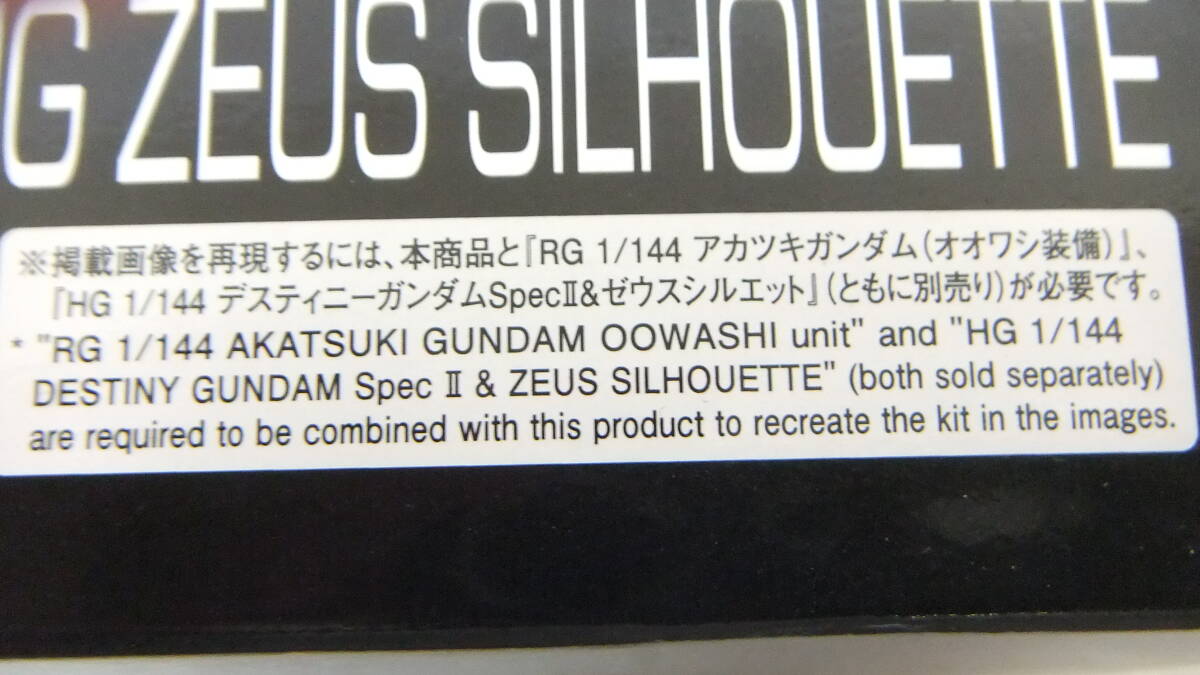 G ZEUS SILHOUETTE
※掲載画像を再現するには、本商品と『RG 1/144 アカツキガンダム(オオワシ装備)』、
『HG 1/144 デスティニーガンダムSpecⅡ&ゼウスシルエット』(ともに別売り)が必要です。
* "RG 1/144 AKATSUKI GUNDAM OOWASHI unit" and "HG 1/144
DESTINY GUNDAM Spec Ⅱ & ZEUS SILHOUETTE" (both sold separately)
are required to be combined with this product to recreate the kit in the images.